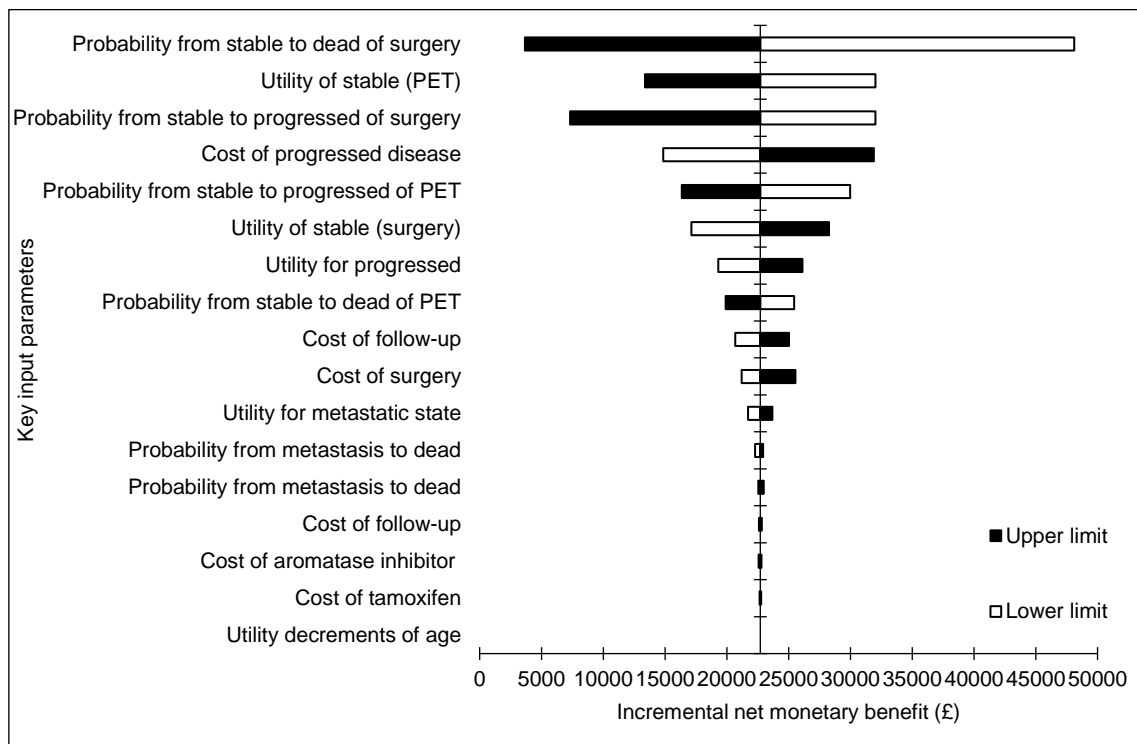 Key input parameters
Probability from stable to dead of surgery
Utility of stable (PET)
Probability from stable to progressed of surgery
Cost of progressed disease
Probability from stable to progressed of PET
Utility of stable (surgery)
Utility for progressed
Probability from stable to dead of PET
Cost of follow-up
Cost of surgery
Utility for metastatic state
Probability from metastasis to dead
Probability from metastasis to dead
Cost of follow-up
Cost of aromatase inhibitor
Cost of tamoxifen
Utility decrements of age
Upper limit
Lower limit
0 5000 10000 15000 20000 25000 30000 35000 40000 45000 50000
Incremental net monetary benefit (£)